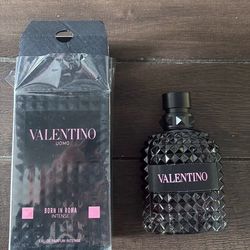 VALENTINO
UOMO
BORN IN ROMA
INTENSE
EAU DE PARFUM INTENSE
VALENTINO